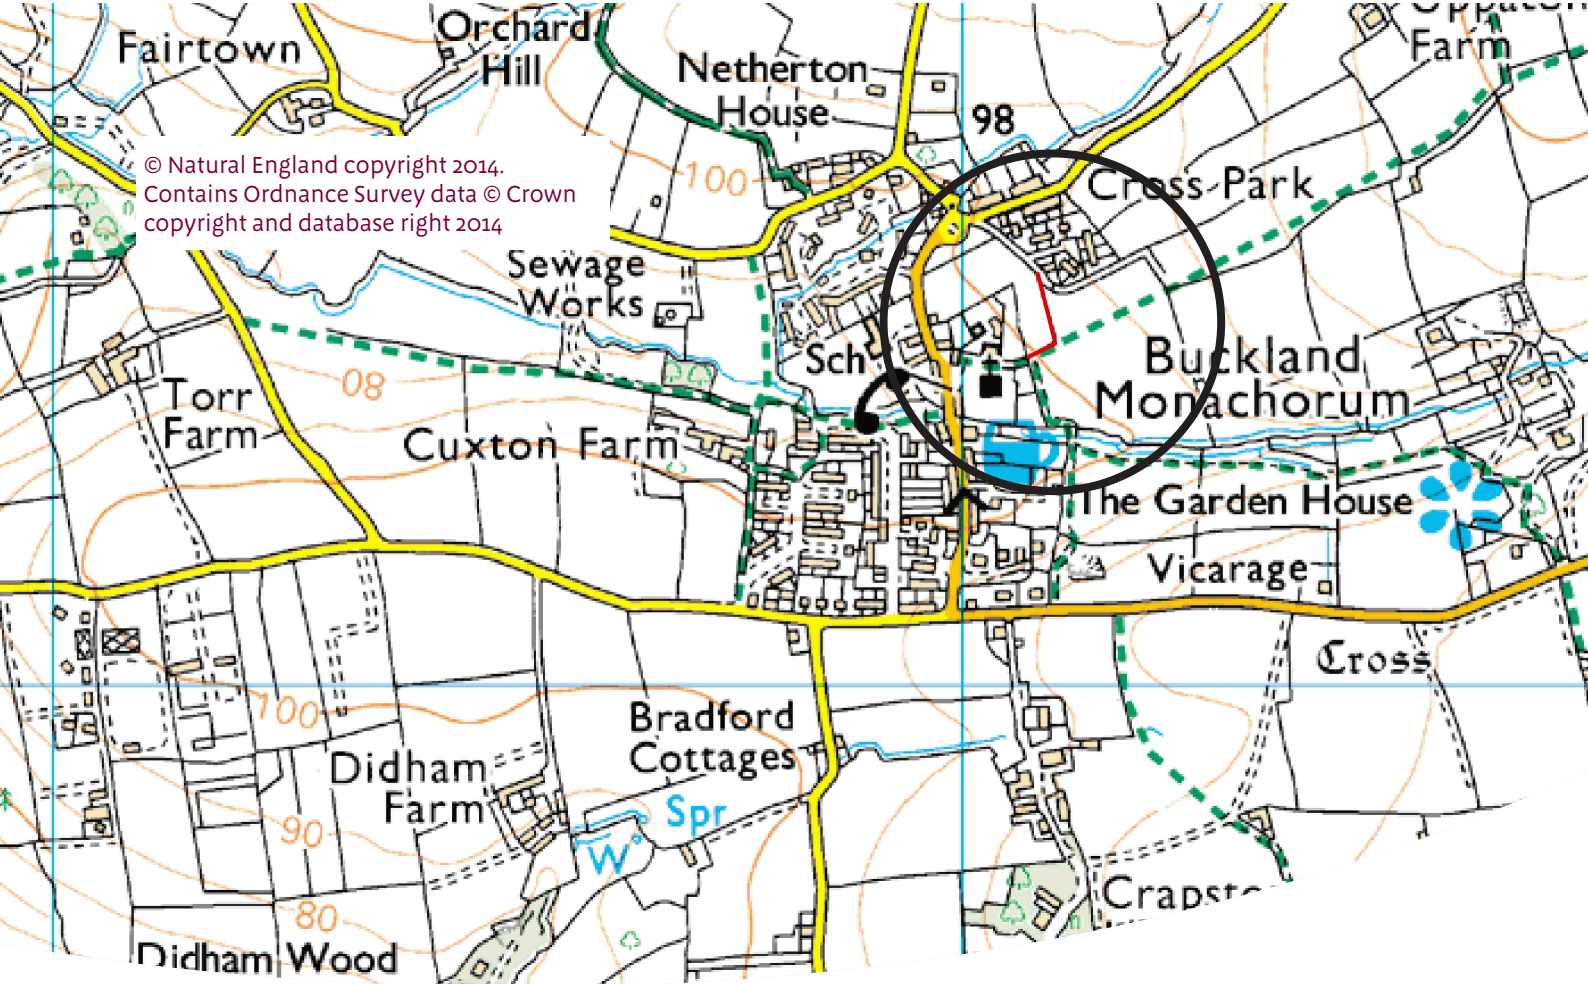 Orchard
Hill
Fairtown
Farm
Netherton
House
98
© Natural England copyright 2014.
Contains Ordnance Survey data © Crown
copyright and database right 2014
100
Cross Park
Sewage
Works
Sch
Buckland
Monachorum
08
Torr
Farm
Cuxton Farm
The Garden House
Vicarage
Cross
100
Bradford
Cottages
Didham
Farm
Spr
W
90
80
Didham Wood